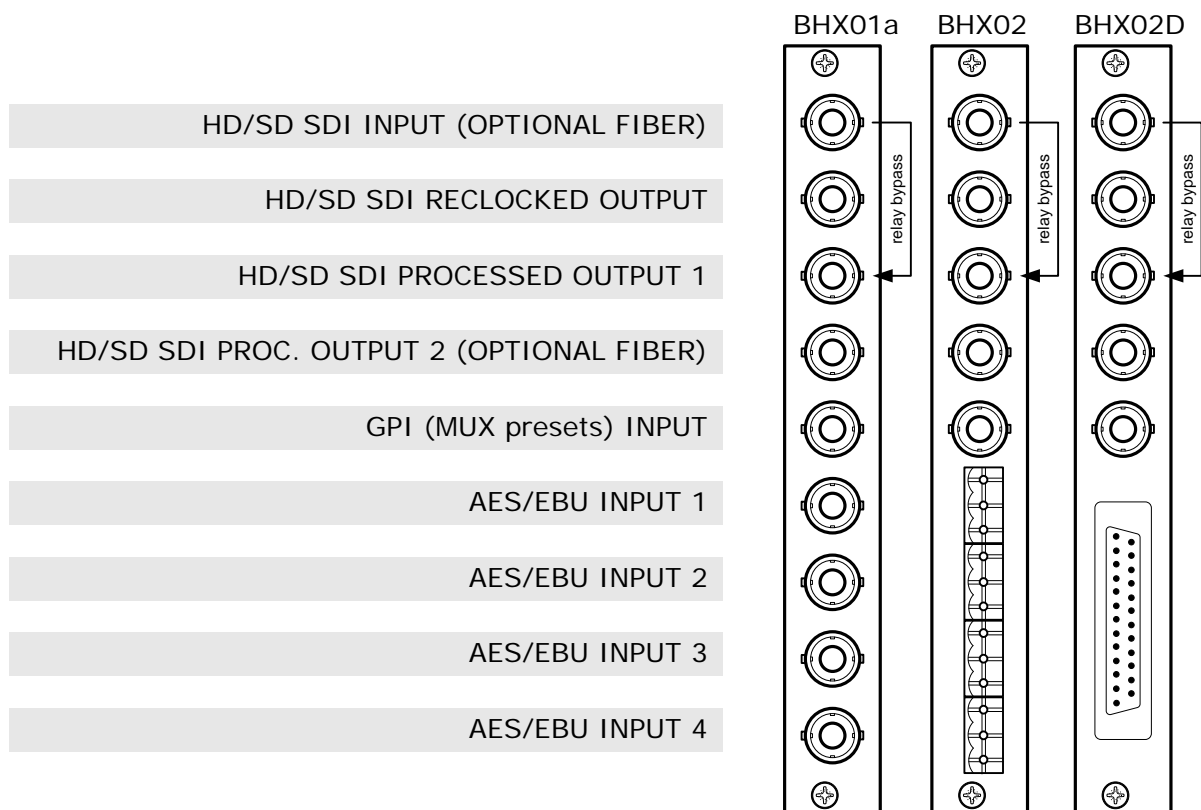 BHX01a BHX02 BHX02D
HD/SD SDI INPUT (OPTIONAL FIBER)
HD/SD SDI RECLOCKED OUTPUT
HD/SD SDI PROCESSED OUTPUT 1
HD/SD SDI PROC. OUTPUT 2 (OPTIONAL FIBER)
GPI (MUX presets) INPUT
AES/EBU INPUT 1
AES/EBU INPUT 2
AES/EBU INPUT 3
AES/EBU INPUT 4
relay bypass
relay bypass
relay bypass